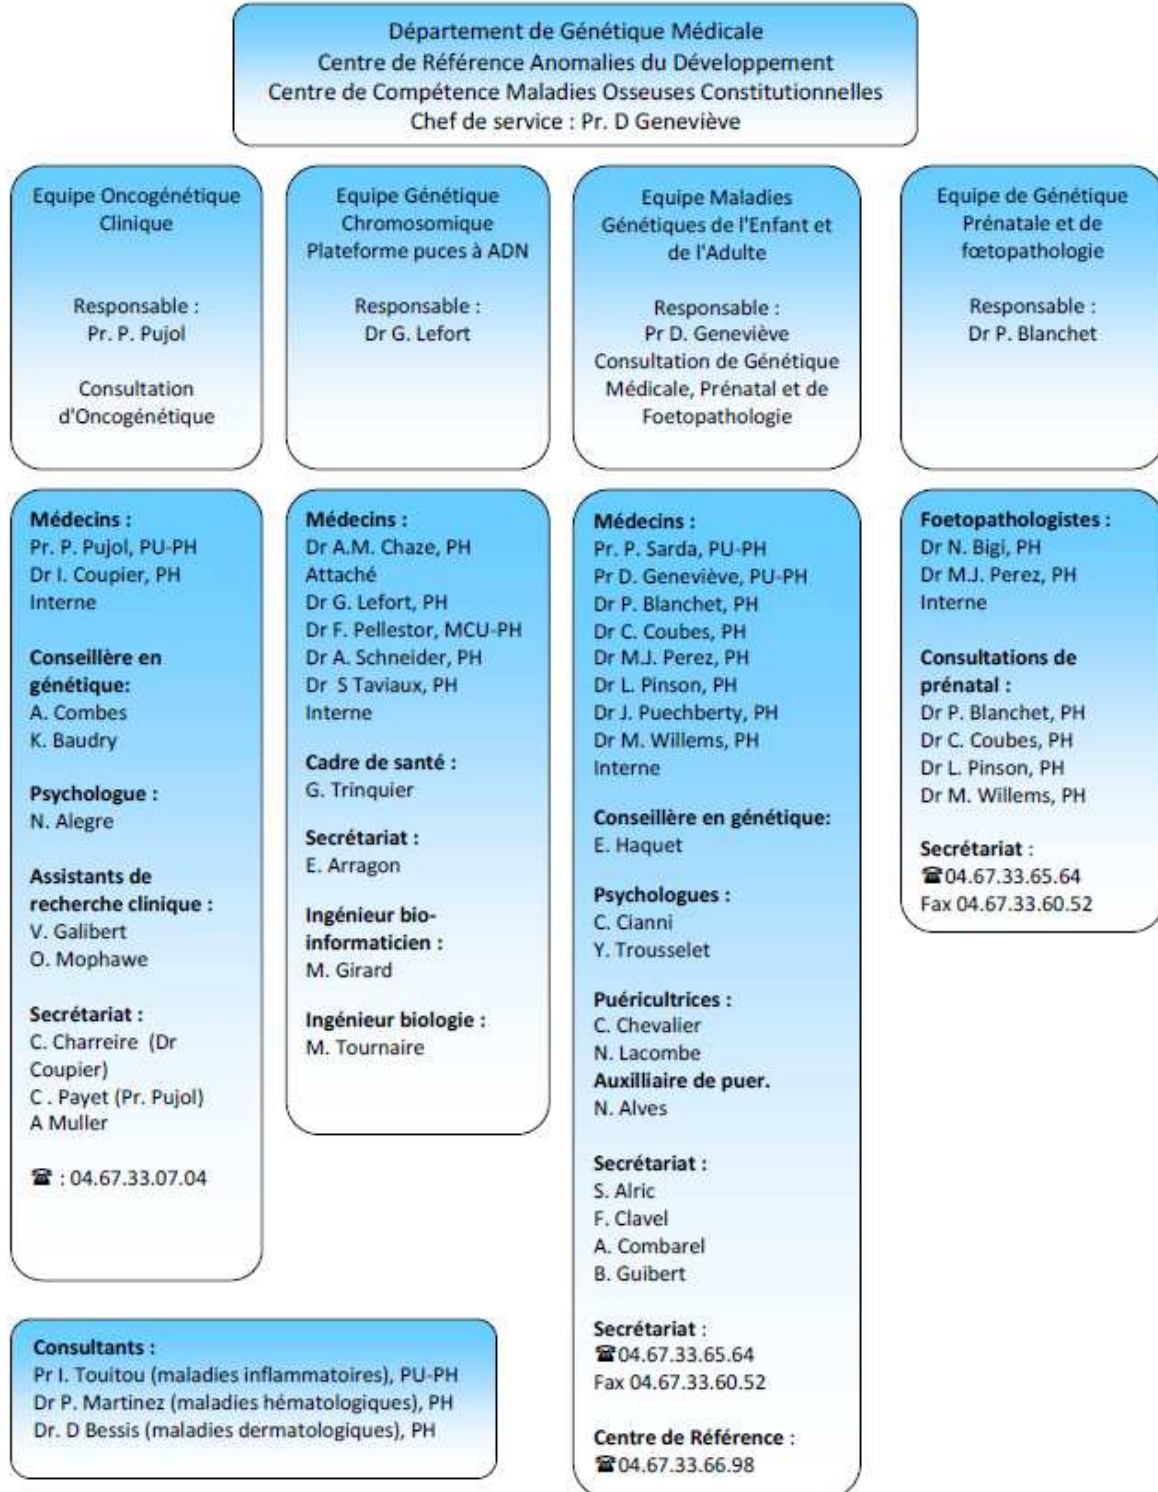 Département de Génétique Médicale
Centre de Référence Anomalies du Développement
Centre de Compétence Maladies Osseuses Constitutionnelles
Chef de service : Pr. D Geneviève
Equipe Oncogénétique
Clinique
Responsable :
Pr. P. Pujol
Consultation
d'Oncogénétique
Equipe Génétique
Chromosomique
Plateforme puces à ADN
Responsable :
Dr G. Lefort
Equipe Maladies
Génétiques de l'Enfant et
de l'Adulte
Responsable :
Pr D. Geneviève
Consultation de Génétique
Médicale, Prénatal et de
Foetopathologie
Equipe de Génétique
Prénatale et de
fœtopathologie
Responsable :
Dr P. Blanchet
Médecins :
Pr. P. Pujol, PU-PH
Dr I. Coupier, PH
Interne
Conseillère en
génétique:
A. Combes
K. Baudry
Psychologue :
N. Alegre
Assistants de
recherche clinique :
V. Galibert
O. Mophawe
Secrétariat :
C. Charreire (Dr
Coupier)
C . Payet (Pr. Pujol)
A Muller
☎ : 04.67.33.07.04
Médecins :
Dr A.M. Chaze, PH
Attaché
Dr G. Lefort, PH
Dr F. Pellestor, MCU-PH
Dr A. Schneider, PH
Dr S Taviaux, PH
Interne
Cadre de santé :
G. Trinquier
Secrétariat :
E. Arragon
Ingénieur bio-
informaticien :
M. Girard
Ingénieur biologie :
M. Tournaire
Médecins :
Pr. P. Sarda, PU-PH
Pr D. Geneviève, PU-PH
Dr P. Blanchet, PH
Dr C. Coubes, PH
Dr M.J. Perez, PH
Dr L. Pinson, PH
Dr J. Puechberty, PH
Dr M. Willems, PH
Interne
Conseillère en génétique:
E. Haquet
Psychologues :
C. Cianni
Y. Trousselet
Puéricultrices :
C. Chevalier
N. Lacombe
Auxilliaire de puer.
N. Alves
Secrétariat :
S. Alric
F. Clavel
A. Combarel
B. Guibert
Secrétariat :
☎04.67.33.65.64
Fax 04.67.33.60.52
Centre de Référence :
☎04.67.33.66.98
Foetopathologistes :
Dr N. Bigi, PH
Dr M.J. Perez, PH
Interne
Consultations de
prénatal :
Dr P. Blanchet, PH
Dr C. Coubes, PH
Dr L. Pinson, PH
Dr M. Willems, PH
Secrétariat :
☎04.67.33.65.64
Fax 04.67.33.60.52
Consultants :
Pr I. Touitou (maladies inflammatoires), PU-PH
Dr P. Martinez (maladies hématologiques), PH
Dr. D Bessis (maladies dermatologiques), PH